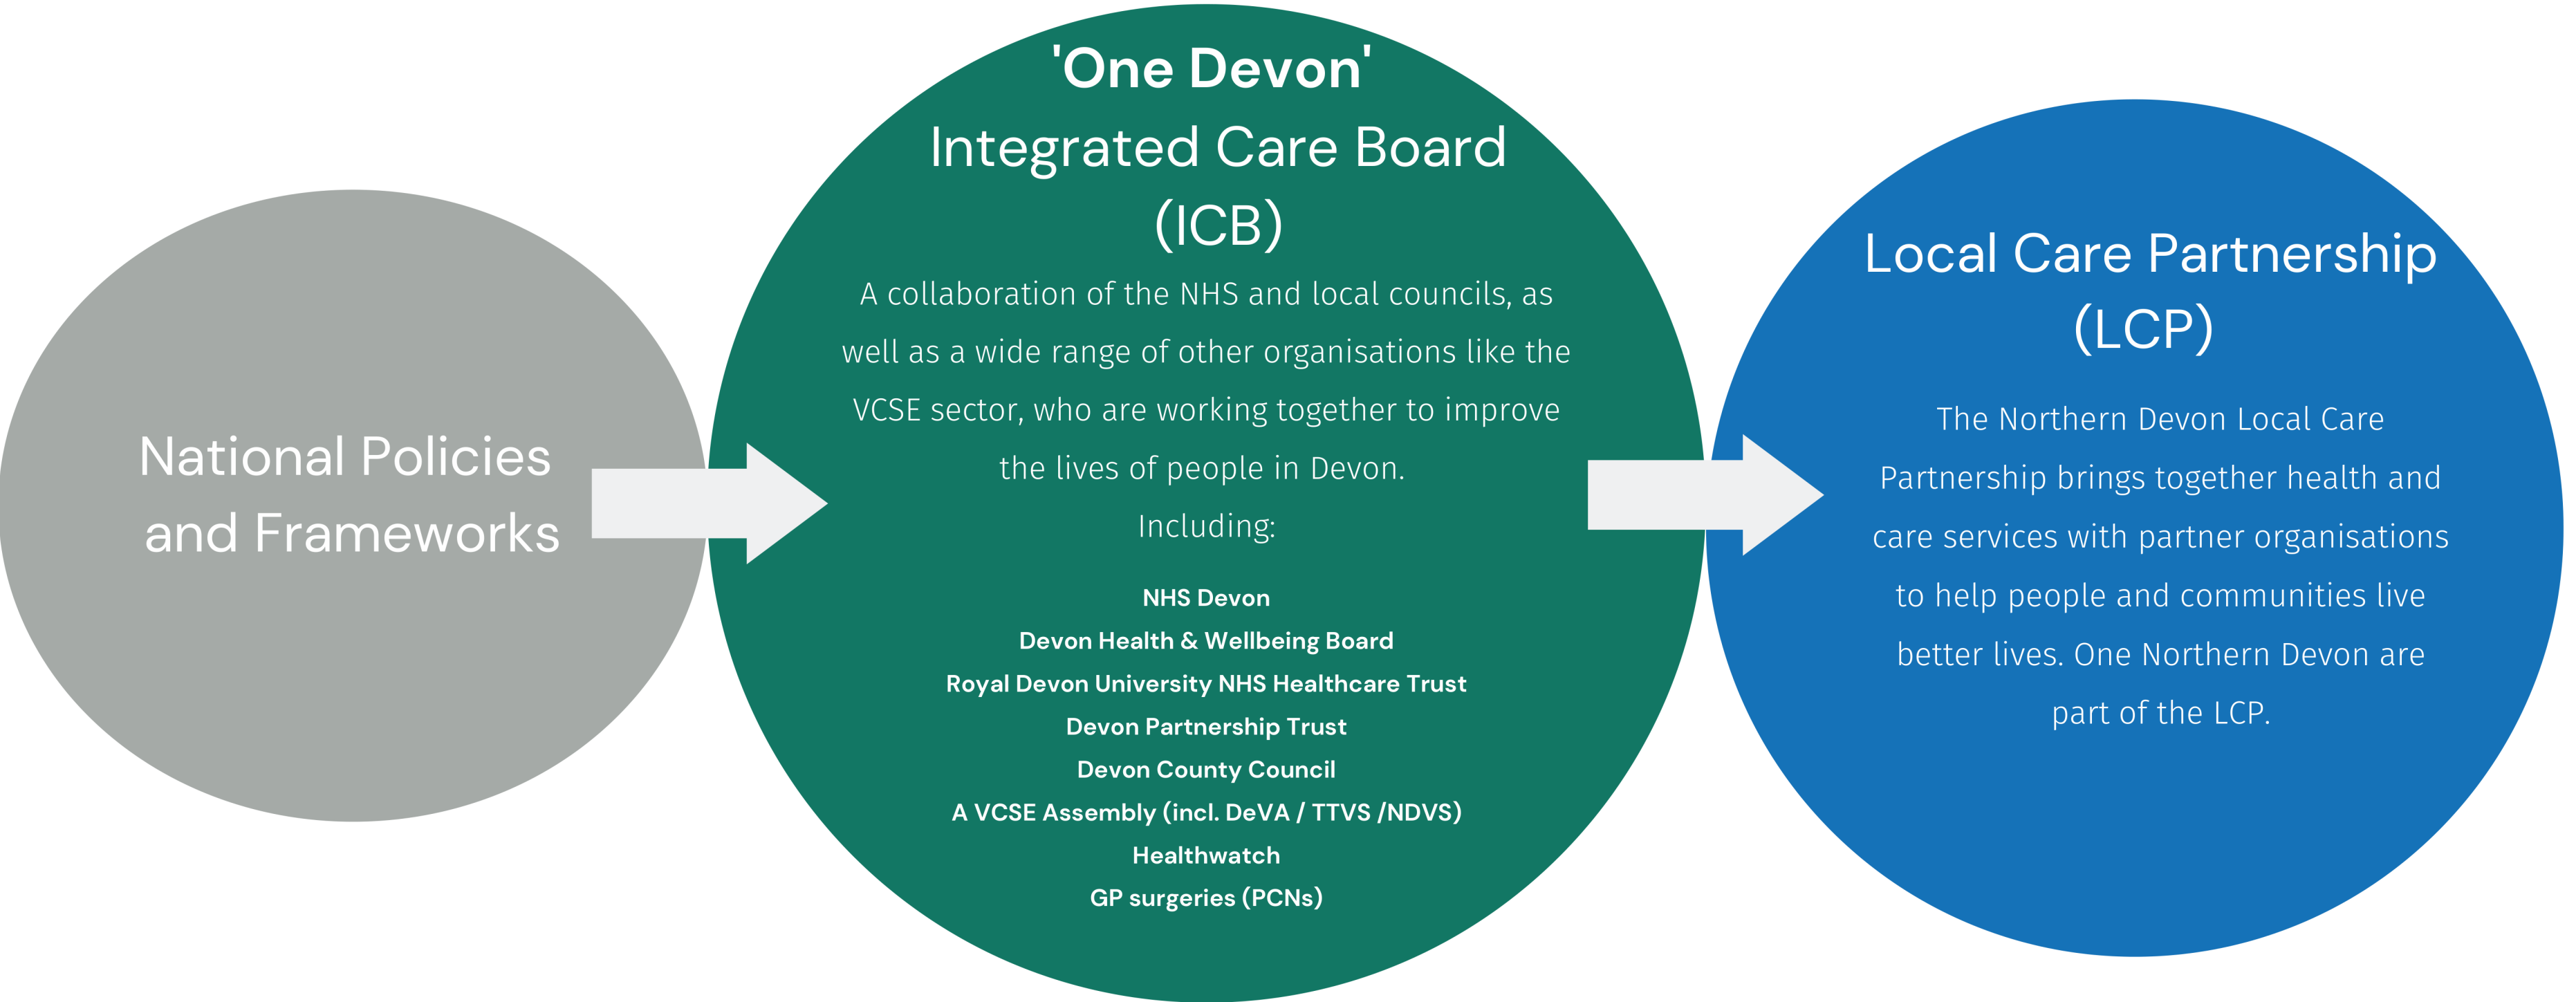 National Policies
and Frameworks
'One Devon'
Integrated Care Board
(ICB)
A collaboration of the NHS and local councils, as
well as a wide range of other organisations like the
VCSE sector, who are working together to improve
the lives of people in Devon.
Including:
NHS Devon
Devon Health & Wellbeing Board
Royal Devon University NHS Healthcare Trust
Devon Partnership Trust
Devon County Council
A VCSE Assembly (incl. DeVA / TTVS /NDVS)
Healthwatch
GP surgeries (PCNs)
Local Care Partnership
(LCP)
The Northern Devon Local Care
Partnership brings together health and
care services with partner organisations
to help people and communities live
better lives. One Northern Devon are
part of the LCP.